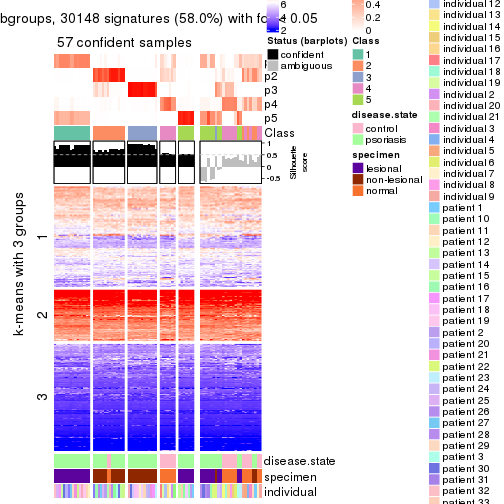 bgroups, 30148 signatures (58.0%) with fd < 0.05
57 confident samples
p2
p3
p4
p5
Class
1
0.5
0
-0.5
Silhouette
score
k-means with 3 groups
1
2
3
disease.state
specimen
individual
6
4
2
Status (barplots)
confident
ambiguous
0.4
0.2
0
Class
1
2
3
4
5
disease.state
control
psoriasis
specimen
lesional
non-lesional
normal
individual 12
individual 13
individual 14
individual 15
individual 16
individual 17
individual 18
individual 19
individual 2
individual 20
individual 21
individual 3
individual 4
individual 5
individual 6
individual 7
individual 8
individual 9
patient 1
patient 10
patient 11
patient 12
patient 13
patient 14
patient 15
patient 16
patient 17
patient 18
patient 19
patient 2
patient 20
patient 21
patient 22
patient 23
patient 24
patient 25
patient 26
patient 27
patient 28
patient 29
patient 3
patient 30
patient 31
patient 32
patient 33